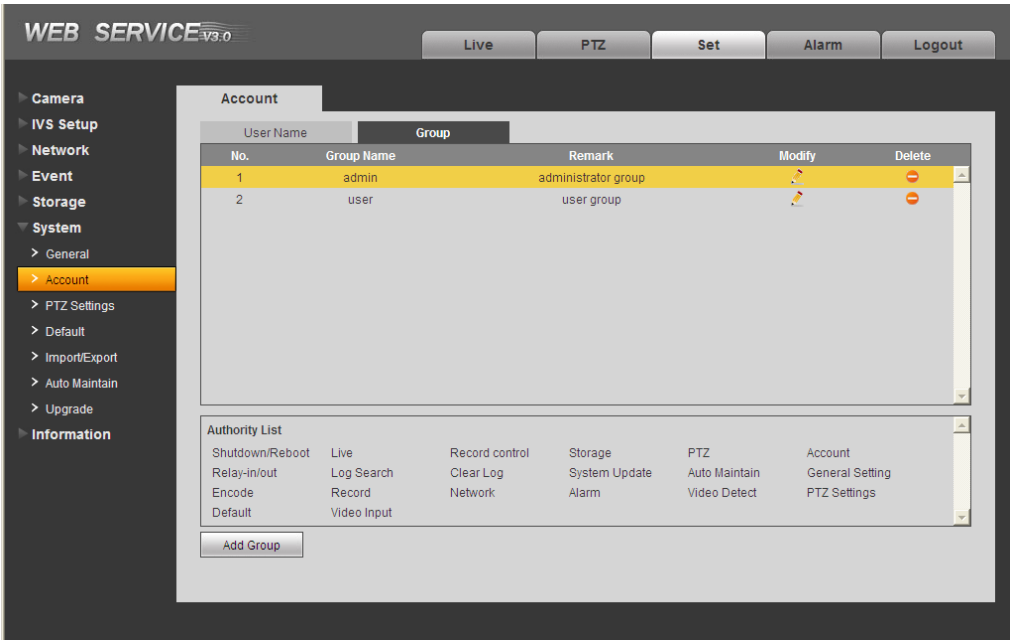 WEB SERVICE V3.0
Live PTZ Set Alarm Logout
Camera
IVS Setup
Network
Event
Storage
System
General
Account
PTZ Settings
Default
Import/Export
Auto Maintain
Upgrade
Information
Account
User Name Group
No. Group Name Remark Modify Delete
1 admin administrator group
2 user user group
Authority List
Shutdown/Reboot Live Record control Storage PTZ Account
Relay-in/out Log Search Clear Log System Update Auto Maintain General Setting
Encode Record Network Alarm Video Detect PTZ Settings
Default Video Input
Add Group